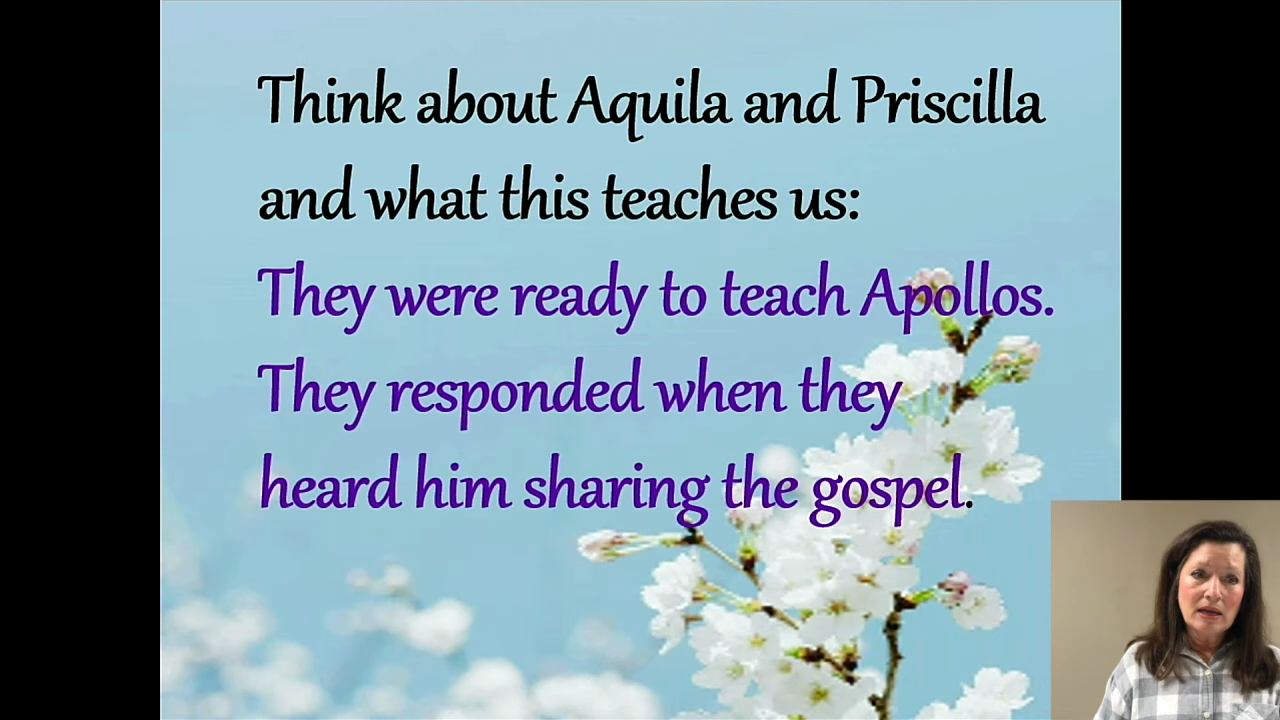 Think about Aquila and Priscilla
and what this teaches us:
They were ready to teach Apollos.
They responded when they
heard him sharing the gospel.